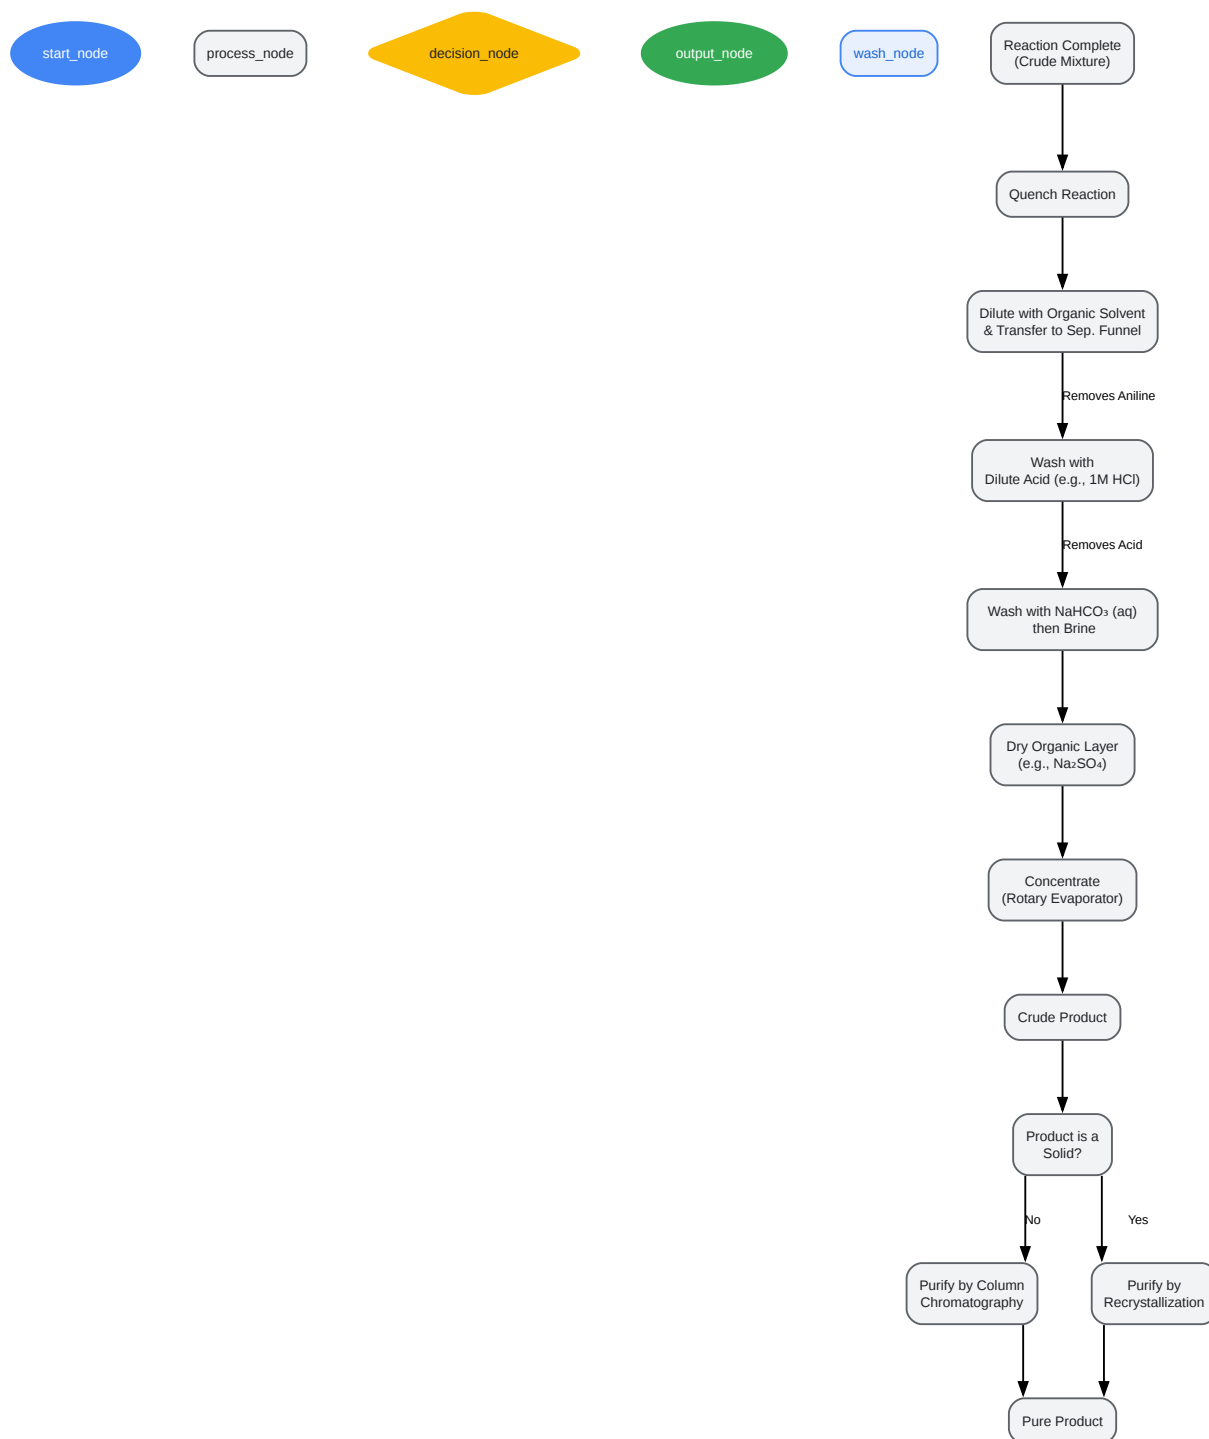 start_node
process_node
decision_node
output_node
wash_node
Reaction Complete
(Crude Mixture)
Quench Reaction
Dilute with Organic Solvent
& Transfer to Sep. Funnel
Removes Aniline
Wash with
Dilute Acid (e.g., 1M HCl)
Removes Acid
Wash with NaHCO₃ (aq)
then Brine
Dry Organic Layer
(e.g., Na₂SO₄)
Concentrate
(Rotary Evaporator)
Crude Product
Product is a
Solid?
No
Yes
Purify by Column
Chromatography
Purify by
Recrystallization
Pure Product